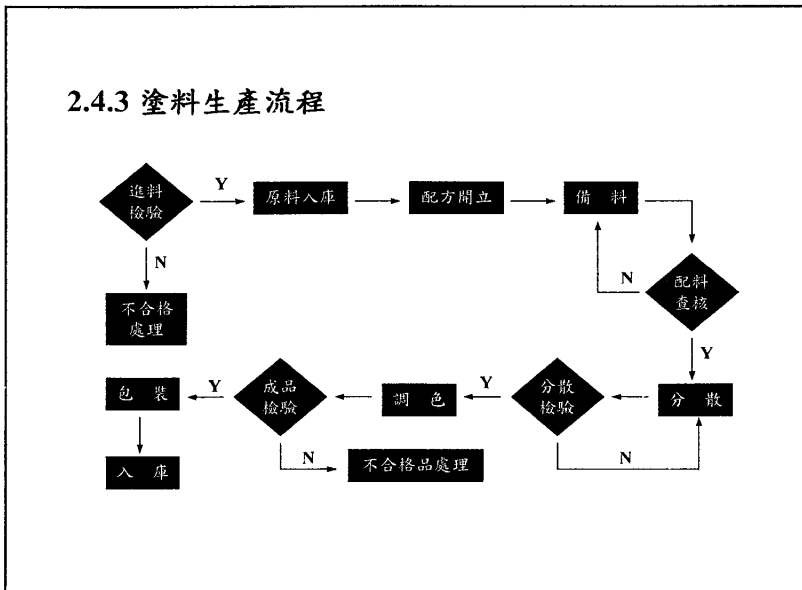 2.4.3 塗料生產流程
進料
檢驗
Y
原料入庫
配方開立
備 料
N
不合格
處理
N
配料
查核
Y
包 裝
Y
成品
檢驗
調 色
Y
分散
檢驗
分 散
入 庫
N
不合格品處理
N